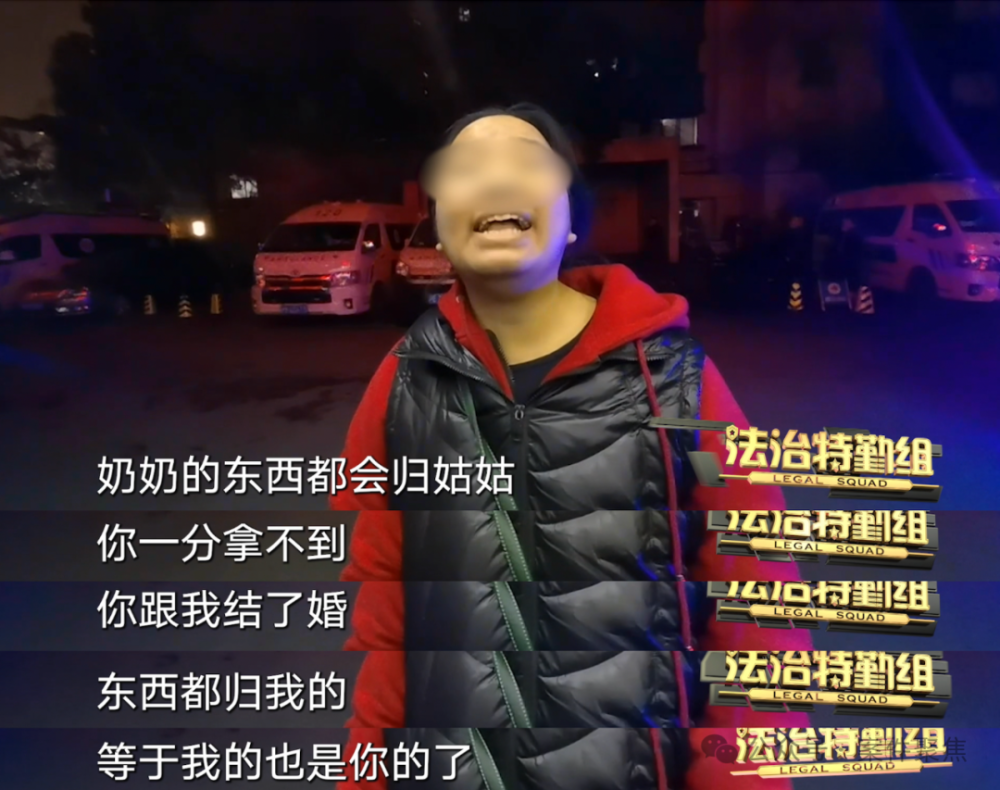 法治特勤组
LEGAL SQUAD
奶奶的东西都会归姑姑
法治特勤组
LEGAL SQUAD
你一分拿不到
法治特勤组
LEGAL SQUAD
你跟我结了婚
法治特勤组
LEGAL SQUAD
东西都归我的
法治特勤组
LEGAL SQUAD
等于我的也是你的了